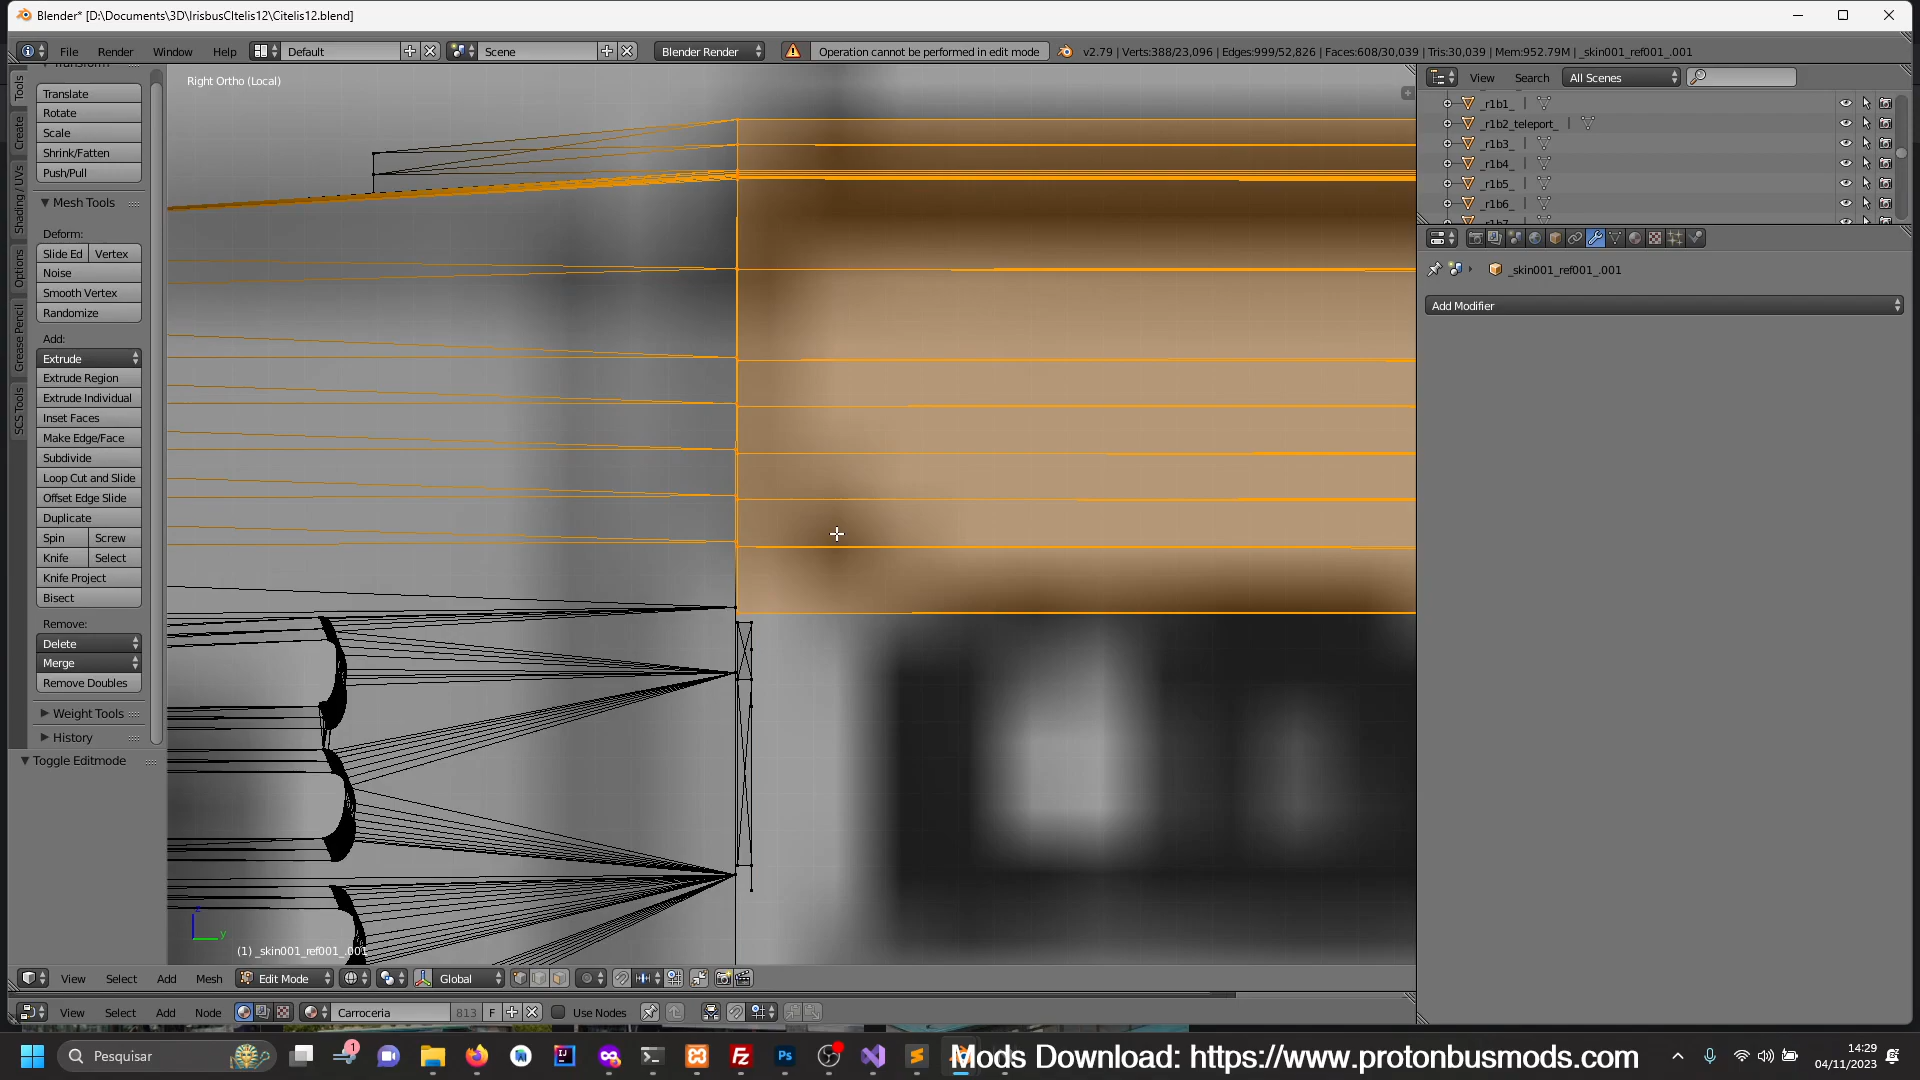 Blender* [D:\Documents\3D\IrisbusCItelis12\Citelis12.blend]
File Render Window Help Default Scene Blender Render Operation cannot be performed in edit mode v2.79 | Verts:388/23,096 | Edges:999/52,826 | Faces:608/30,039 | Tris:30,039 | Mem:952.79M | _skin001_ref001_.001
Right Ortho (Local)
View Search All Scenes
_r1b1_ |
_r1b2_teleport_ |
_r1b3_ |
_r1b4_ |
_r1b5_ |
_r1b6_ |
_skin001_ref001_.001
Add Modifier
Tools
Create
Shading / UVs
Options
Grease Pencil
SCS Tools
Transform
Translate
Rotate
Scale
Shrink/Fatten
Push/Pull
Mesh Tools
Deform:
Slide Ed Vertex
Noise
Smooth Vertex
Randomize
Add:
Extrude
Extrude Region
Extrude Individual
Inset Faces
Make Edge/Face
Subdivide
Loop Cut and Slide
Offset Edge Slide
Duplicate
Spin Screw
Knife Select
Knife Project
Bisect
Remove:
Delete
Merge
Remove Doubles
Weight Tools
History
Toggle Editmode
z
y
(1) _skin001_ref001_.001
View Select Add Mesh Edit Mode Global
View Select Add Node Carroceria 813 F Use Nodes
Pesquisar
1
Mods Download: https://www.protonbusmods.com
14:29
04/11/2023